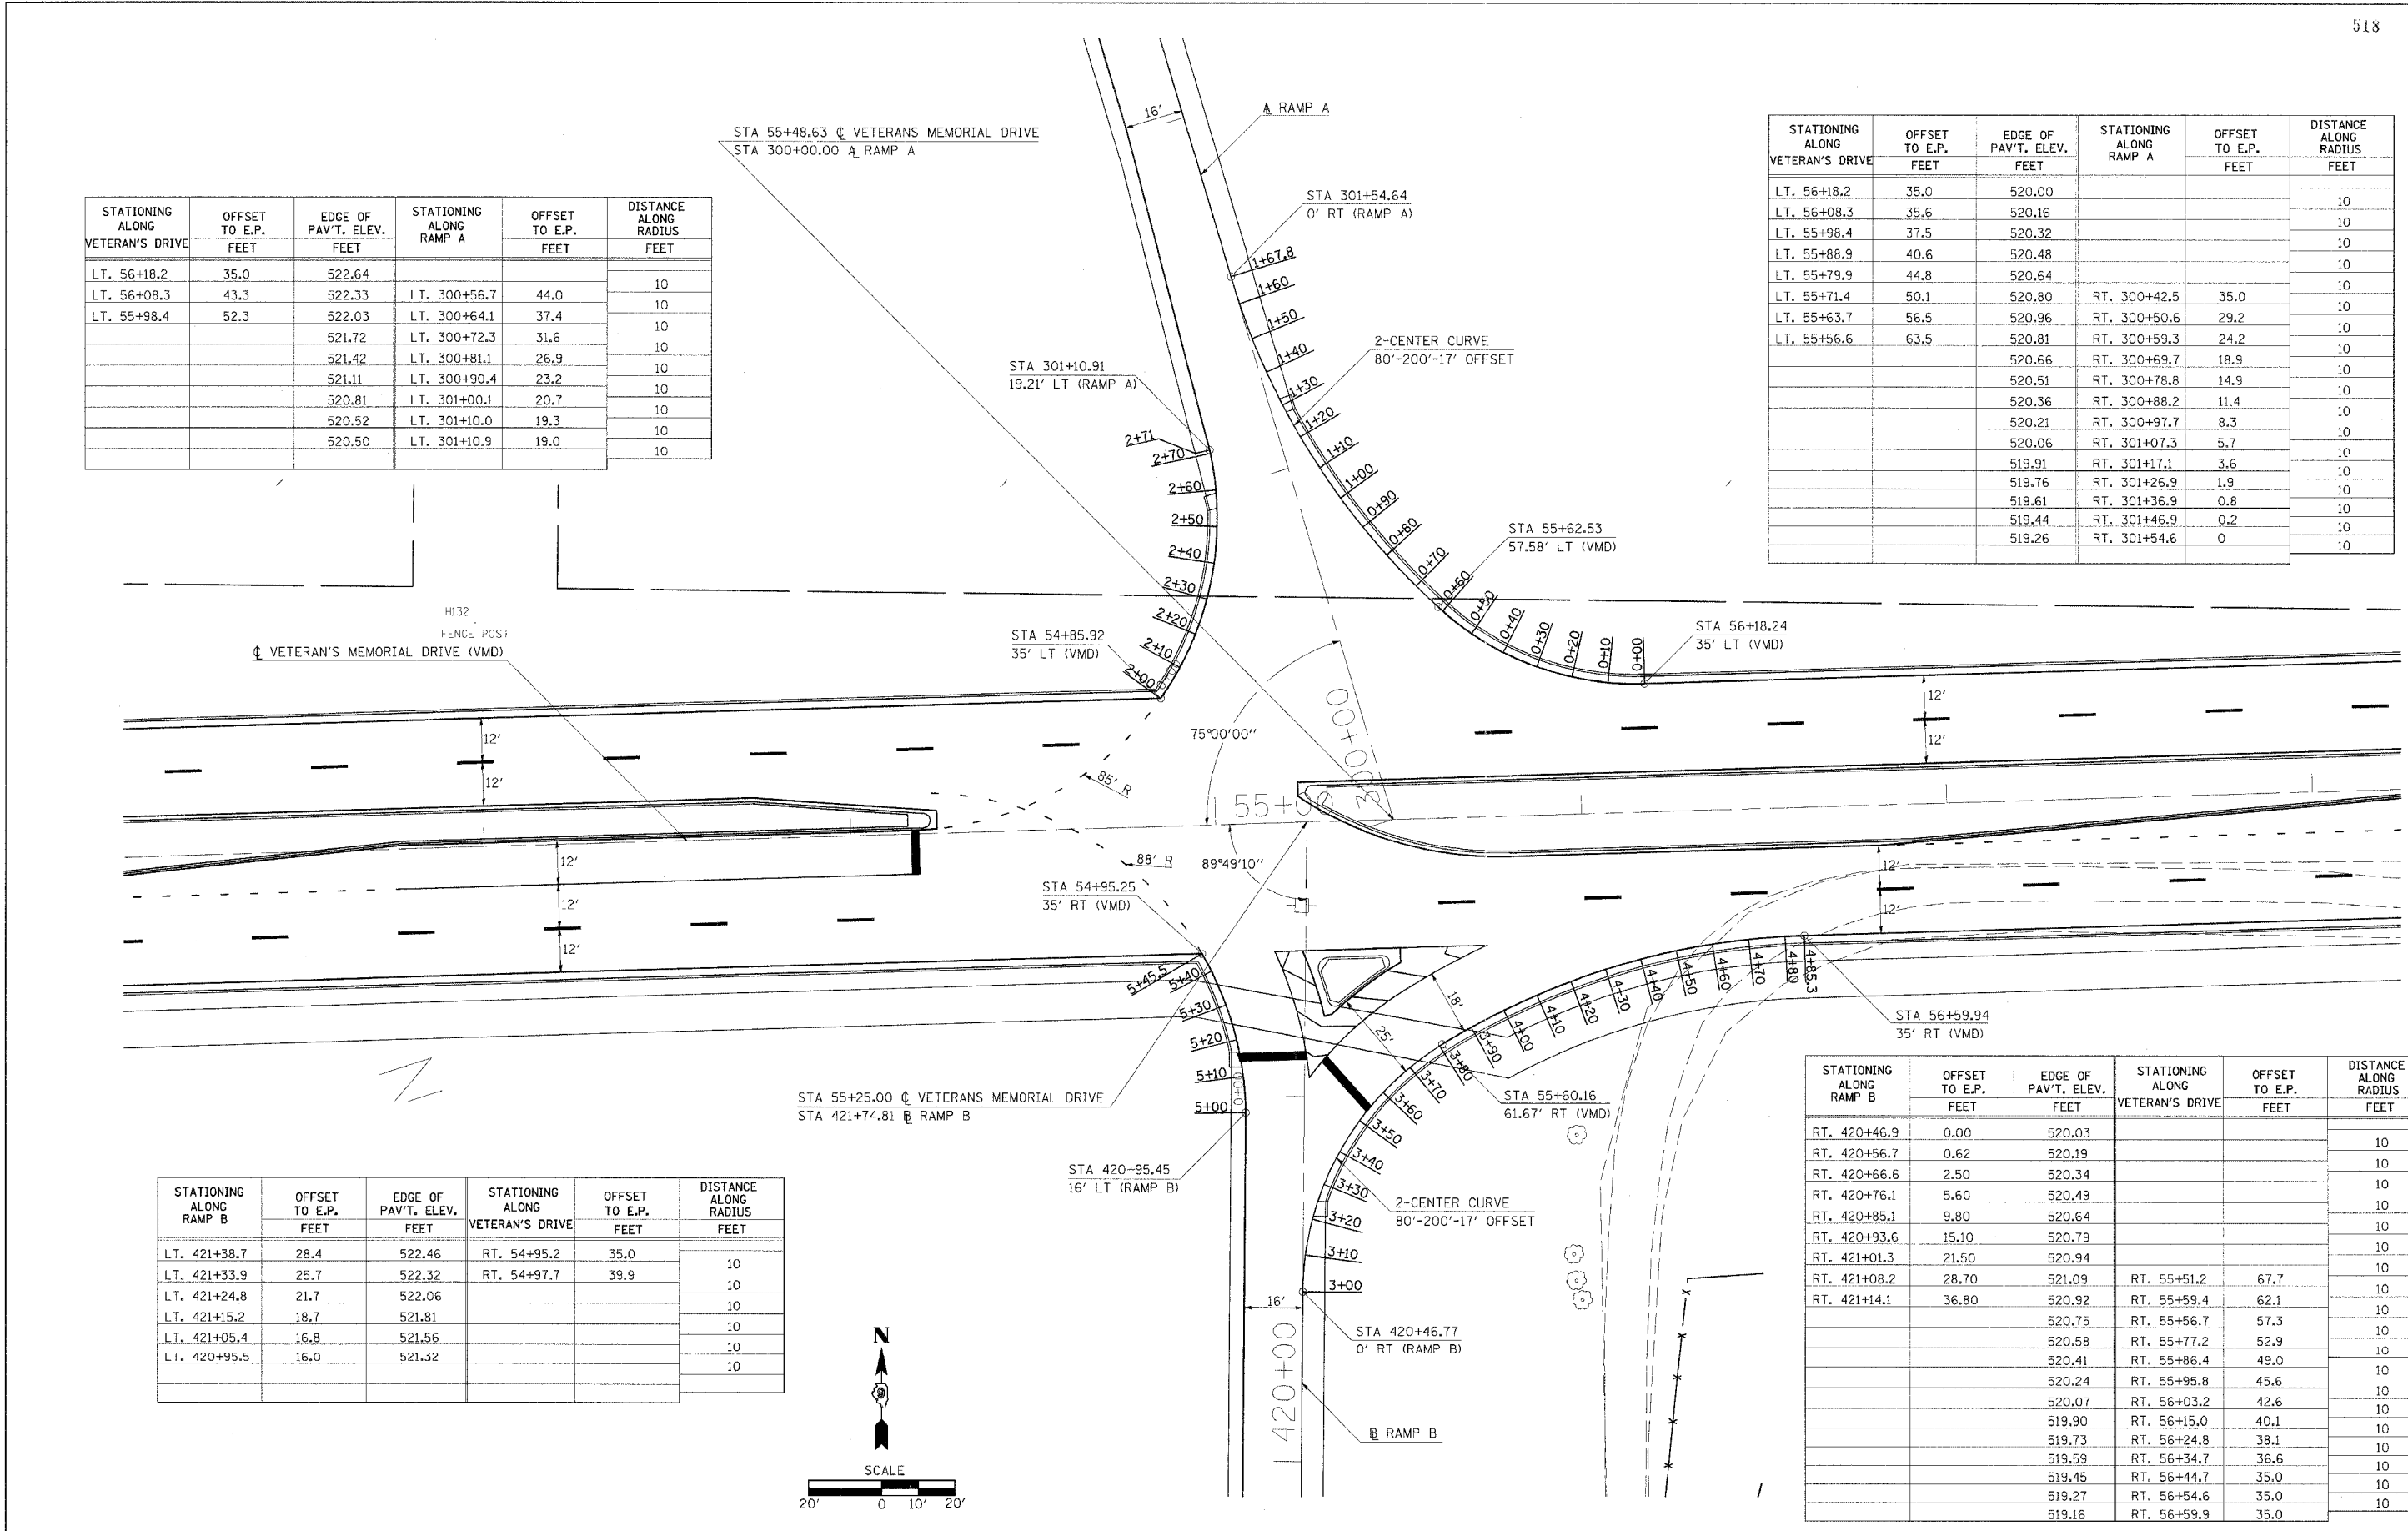 518
STA 55+48.63 ℄ VETERANS MEMORIAL DRIVE
STA 300+00.00 ⅊ RAMP A
16'
RAMP A
STA 301+54.64
0' RT (RAMP A)
STATIONING ALONG VETERAN'S DRIVE | OFFSET TO E.P. FEET | EDGE OF PAV'T. ELEV. FEET | STATIONING ALONG RAMP A | OFFSET TO E.P. FEET | DISTANCE ALONG RADIUS FEET
LT. 56+18.2 35.0 522.64
10
LT. 56+08.3 43.3 522.33 LT. 300+56.7 44.0
10
LT. 55+98.4 52.3 522.03 LT. 300+64.1 37.4
10
521.72 LT. 300+72.3 31.6
10
521.42 LT. 300+81.1 26.9
10
521.11 LT. 300+90.4 23.2
10
520.81 LT. 301+00.1 20.7
10
520.52 LT. 301+10.0 19.3
10
520.50 LT. 301+10.9 19.0
10
STATIONING ALONG VETERAN'S DRIVE | OFFSET TO E.P. FEET | EDGE OF PAV'T. ELEV. FEET | STATIONING ALONG RAMP A | OFFSET TO E.P. FEET | DISTANCE ALONG RADIUS FEET
LT. 56+18.2 35.0 520.00
10
LT. 56+08.3 35.6 520.16
10
LT. 55+98.4 37.5 520.32
10
LT. 55+88.9 40.6 520.48
10
LT. 55+79.9 44.8 520.64
10
LT. 55+71.4 50.1 520.80 RT. 300+42.5 35.0
10
LT. 55+63.7 56.5 520.96 RT. 300+50.6 29.2
10
LT. 55+56.6 63.5 520.81 RT. 300+59.3 24.2
10
520.66 RT. 300+69.7 18.9
10
520.51 RT. 300+78.8 14.9
10
520.36 RT. 300+88.2 11.4
10
520.21 RT. 300+97.7 8.3
10
520.06 RT. 301+07.3 5.7
10
519.91 RT. 301+17.1 3.6
10
519.76 RT. 301+26.9 1.9
10
519.61 RT. 301+36.9 0.8
10
519.44 RT. 301+46.9 0.2
10
519.26 RT. 301+54.6 0
10
1+67.8
1+60
1+50
1+40
1+30
1+20
1+10
1+00
0+90
0+80
0+70
0+60
0+50
0+40
0+30
0+20
0+10
0+00
2-CENTER CURVE
80'-200'-17' OFFSET
STA 301+10.91
19.21' LT (RAMP A)
2+71
2+70
2+60
2+50
2+40
2+30
2+20
2+10
2+00
STA 55+62.53
57.58' LT (VMD)
STA 56+18.24
35' LT (VMD)
H132
FENCE POST
℄ VETERAN'S MEMORIAL DRIVE (VMD)
STA 54+85.92
35' LT (VMD)
12'
12'
12'
12'
75°00'00"
300+00
85' R
55+00
88' R
89°49'10"
12'
12'
12'
12'
12'
STA 54+95.25
35' RT (VMD)
5+45.5
5+40
5+30
5+20
5+10
5+00
18'
25'
4+85.3
4+80
4+70
4+60
4+50
4+40
4+30
4+20
4+10
4+00
3+90
3+80
3+70
3+60
3+50
3+40
3+30
3+20
3+10
3+00
STA 56+59.94
35' RT (VMD)
STA 55+25.00 ℄ VETERANS MEMORIAL DRIVE
STA 421+74.81 RAMP B
STA 55+60.16
61.67' RT (VMD)
STA 420+95.45
16' LT (RAMP B)
2-CENTER CURVE
80'-200'-17' OFFSET
16'
STA 420+46.77
0' RT (RAMP B)
420+00
RAMP B
STATIONING ALONG RAMP B | OFFSET TO E.P. FEET | EDGE OF PAV'T. ELEV. FEET | STATIONING ALONG VETERAN'S DRIVE | OFFSET TO E.P. FEET | DISTANCE ALONG RADIUS FEET
LT. 421+38.7 28.4 522.46 RT. 54+95.2 35.0
10
LT. 421+33.9 25.7 522.32 RT. 54+97.7 39.9
10
LT. 421+24.8 21.7 522.06
10
LT. 421+15.2 18.7 521.81
10
LT. 421+05.4 16.8 521.56
10
LT. 420+95.5 16.0 521.32
10
N
SCALE
20' 0 10' 20'
STATIONING ALONG RAMP B | OFFSET TO E.P. FEET | EDGE OF PAV'T. ELEV. FEET | STATIONING ALONG VETERAN'S DRIVE | OFFSET TO E.P. FEET | DISTANCE ALONG RADIUS FEET
RT. 420+46.9 0.00 520.03
10
RT. 420+56.7 0.62 520.19
10
RT. 420+66.6 2.50 520.34
10
RT. 420+76.1 5.60 520.49
10
RT. 420+85.1 9.80 520.64
10
RT. 420+93.6 15.10 520.79
10
RT. 421+01.3 21.50 520.94
10
RT. 421+08.2 28.70 521.09 RT. 55+51.2 67.7
10
RT. 421+14.1 36.80 520.92 RT. 55+59.4 62.1
10
520.75 RT. 55+56.7 57.3
10
520.58 RT. 55+77.2 52.9
10
520.41 RT. 55+86.4 49.0
10
520.24 RT. 55+95.8 45.6
10
520.07 RT. 56+03.2 42.6
10
519.90 RT. 56+15.0 40.1
10
519.73 RT. 56+24.8 38.1
10
519.59 RT. 56+34.7 36.6
10
519.45 RT. 56+44.7 35.0
10
519.27 RT. 56+54.6 35.0
10
519.16 RT. 56+59.9 35.0